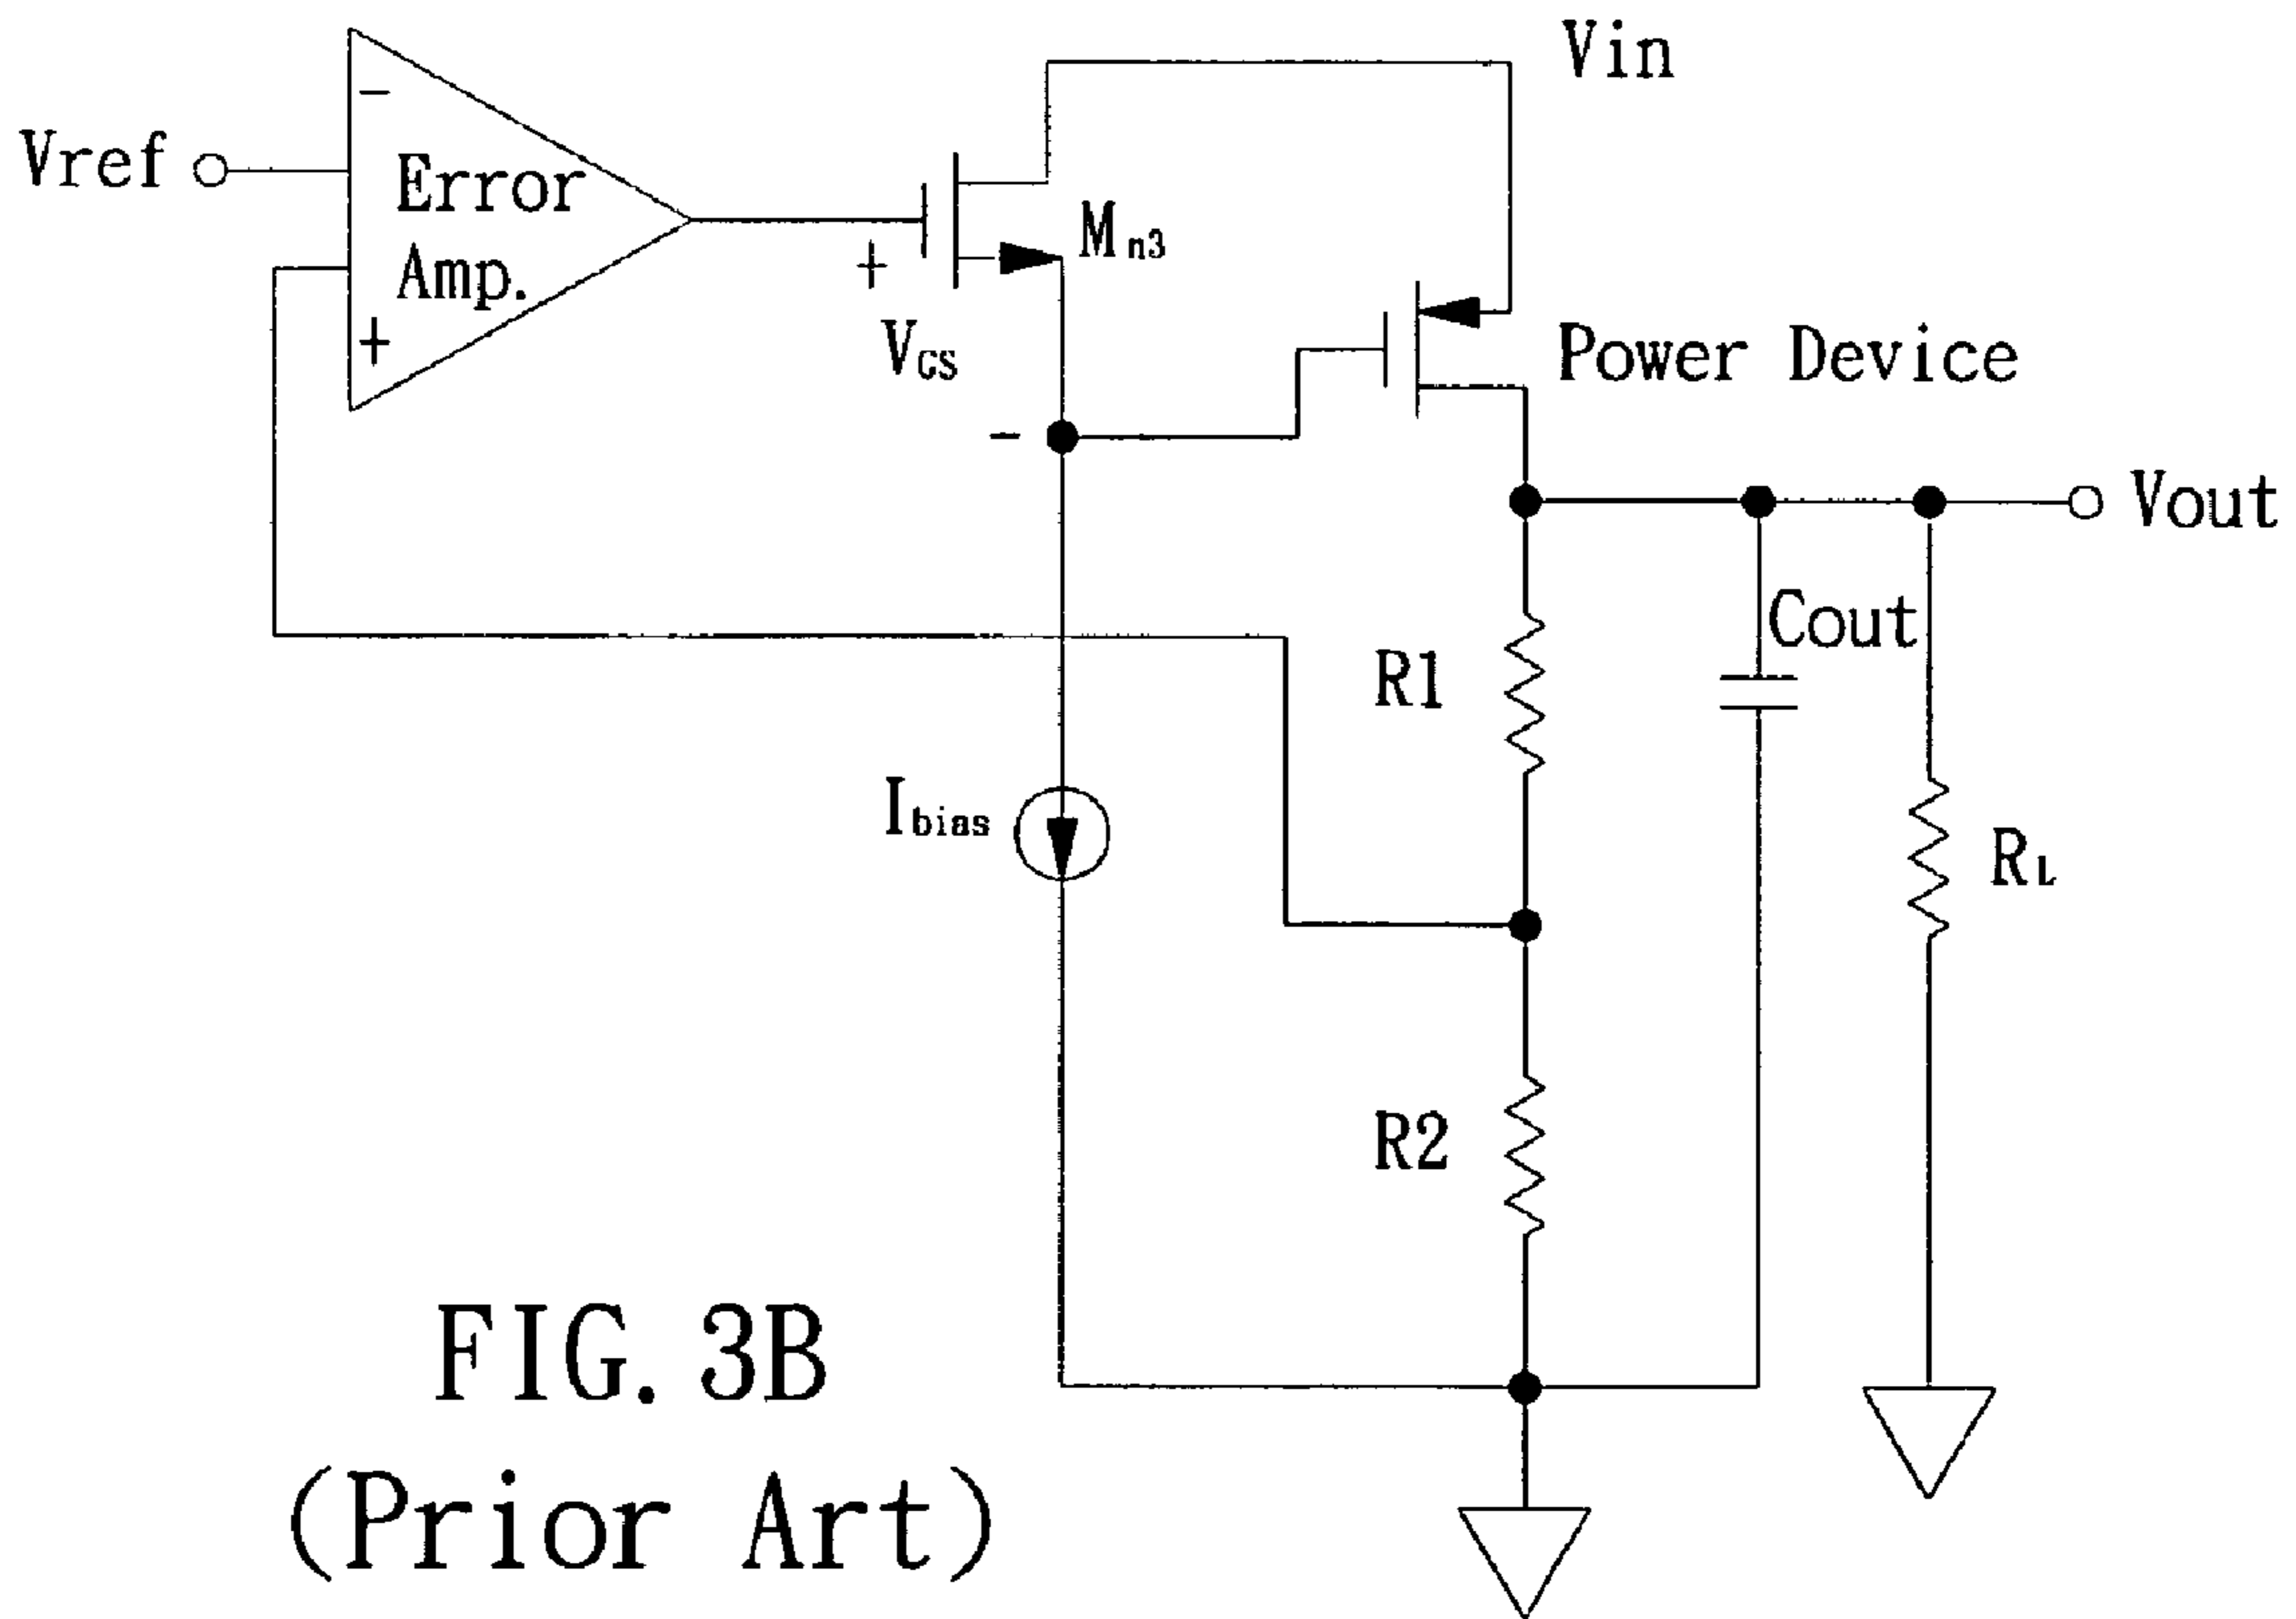 Vin
Vref
-
Error
Amp.
+
Mn3
+
VGS
-
Power Device
Vout
Cout
R1
Ibias
RL
R2
FIG. 3B
(Prior Art)